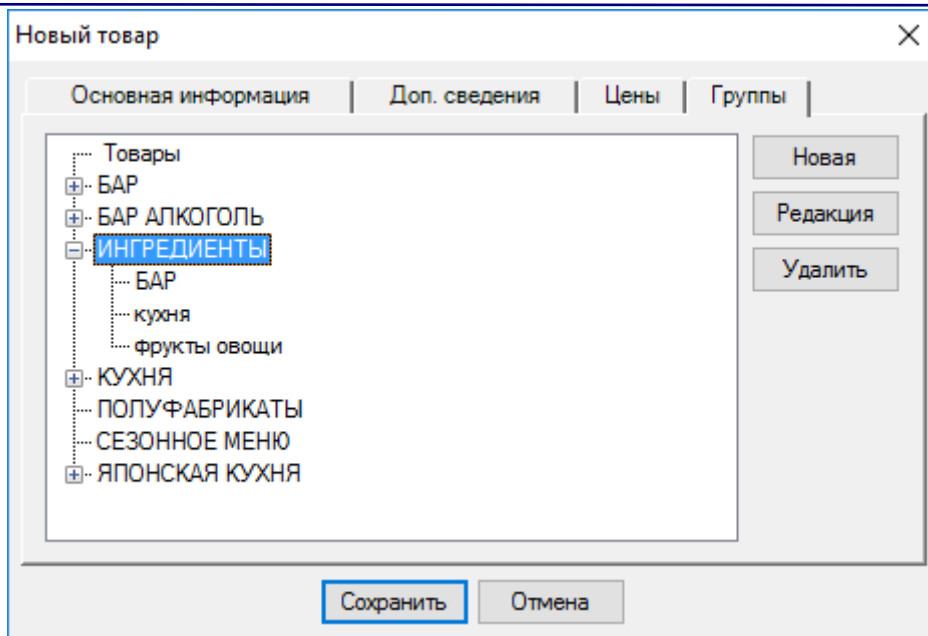 Новый товар
Основная информация Доп. сведения Цены Группы
Товары
БАР
БАР АЛКОГОЛЬ
ИНГРЕДИЕНТЫ
БАР
кухня
фрукты овощи
КУХНЯ
ПОЛУФАБРИКАТЫ
СЕЗОННОЕ МЕНЮ
ЯПОНСКАЯ КУХНЯ
Новая
Редакция
Удалить
Сохранить Отмена